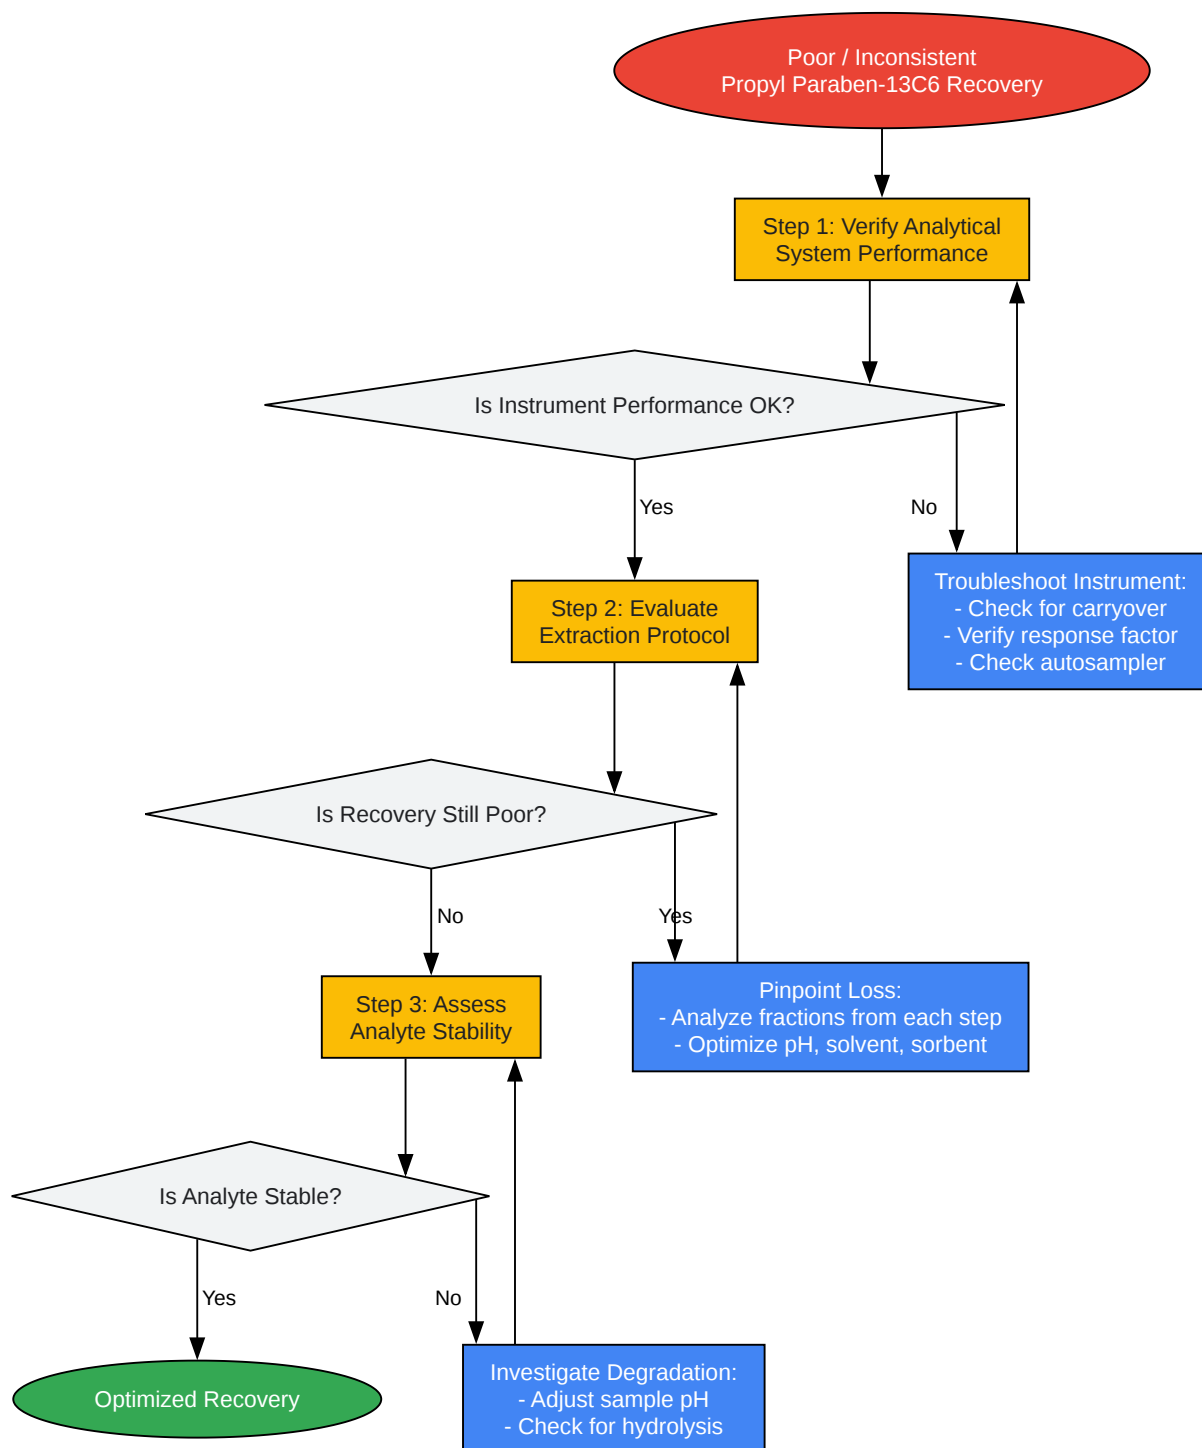 Poor / Inconsistent
Propyl Paraben-13C6 Recovery
Step 1: Verify Analytical
System Performance
Is Instrument Performance OK?
Yes
No
Troubleshoot Instrument:
- Check for carryover
- Verify response factor
- Check autosampler
Step 2: Evaluate
Extraction Protocol
Is Recovery Still Poor?
No
Yes
Pinpoint Loss:
- Analyze fractions from each step
- Optimize pH, solvent, sorbent
Step 3: Assess
Analyte Stability
Is Analyte Stable?
Yes
No
Investigate Degradation:
- Adjust sample pH
- Check for hydrolysis
Optimized Recovery